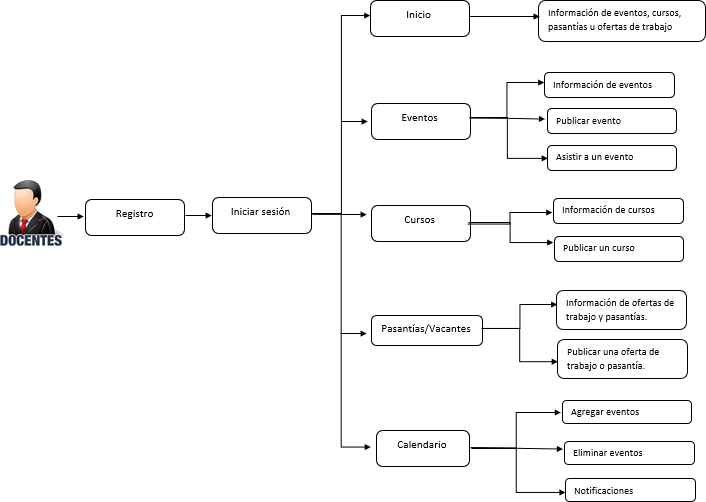 DOCENTES
Registro
Iniciar sesión
Inicio
Información de eventos, cursos,
pasantías u ofertas de trabajo
Eventos
Información de eventos
Publicar evento
Asistir a un evento
Cursos
Información de cursos
Publicar un curso
Pasantías/Vacantes
Información de ofertas de
trabajo y pasantías.
Publicar una oferta de
trabajo o pasantía.
Calendario
Agregar eventos
Eliminar eventos
Notificaciones